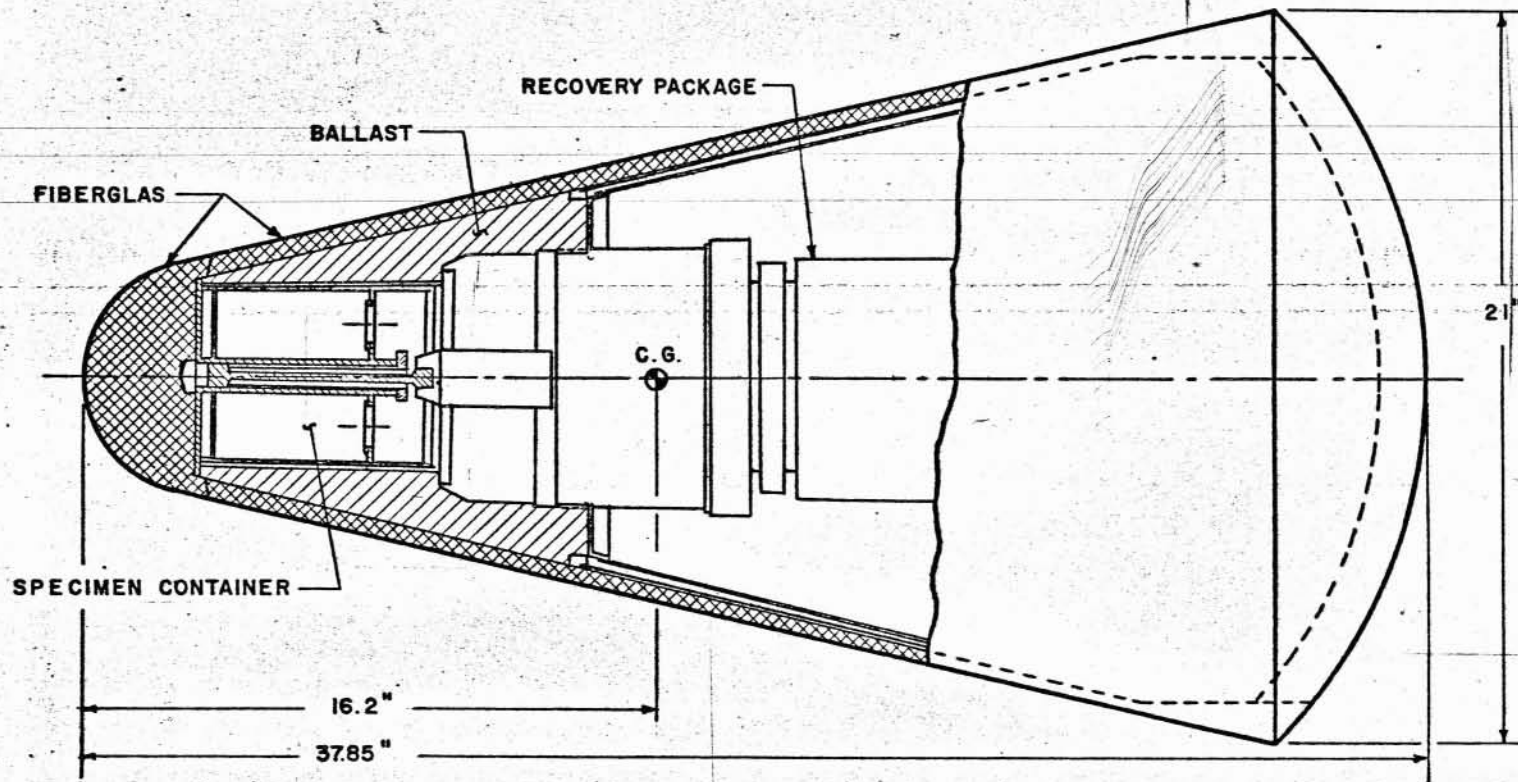 RECOVERY PACKAGE
BALLAST
FIBERGLAS
21"
C.G.
SPECIMEN CONTAINER
16.2"
37.85"